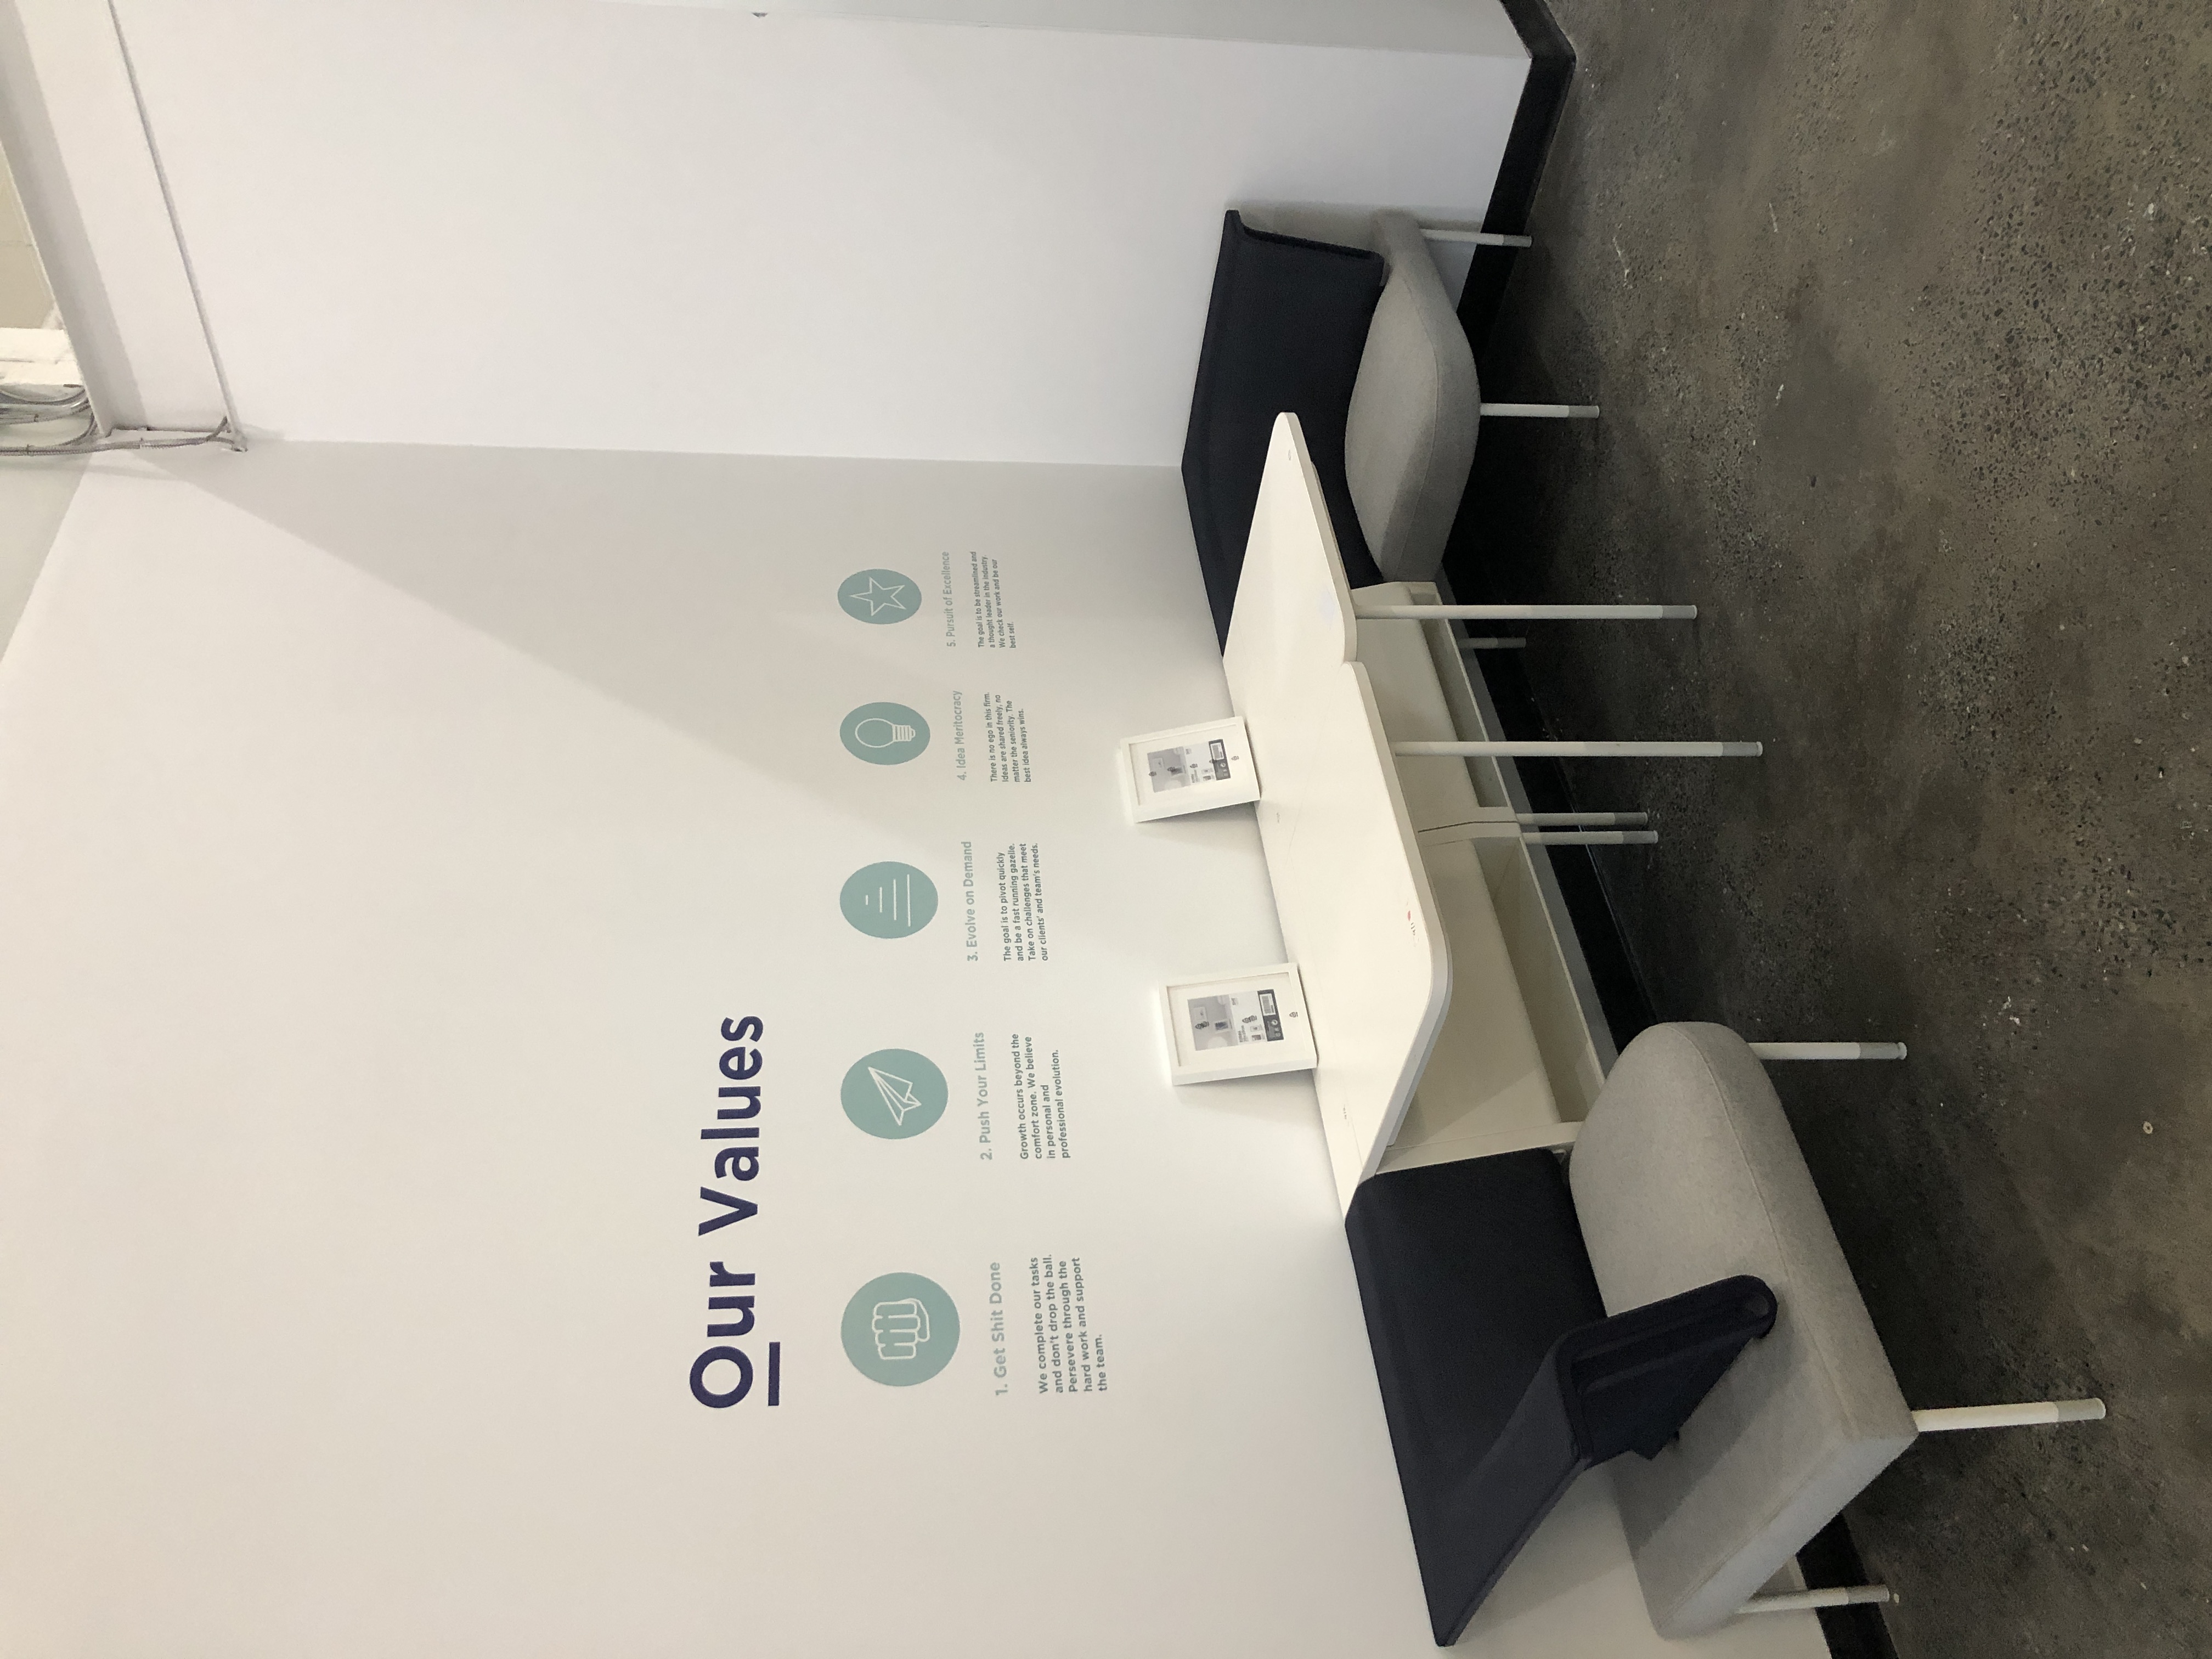 Our Values
1. Get Shit Done
We complete our tasks
and don't drop the ball.
Persevere through the
hard work and support
the team.
2. Push Your Limits
Growth occurs beyond the
comfort zone. We believe
in personal and
professional evolution.
3. Evolve on Demand
The goal is to pivot quickly
and be a fast running gazelle.
Take on challenges that meet
our clients' and team's needs.
4. Idea Meritocracy
There is no ego in this firm.
Ideas are shared freely, no
matter the seniority. The
best idea always wins.
5. Pursuit of Excellence
The goal is to be streamlined and
a thought leader in the industry.
We check our work and be our
best self.